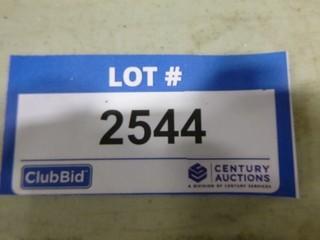 LOT #
2544
ClubBid
CENTURY
AUCTIONS
A DIVISION OF CENTURY SERVICES